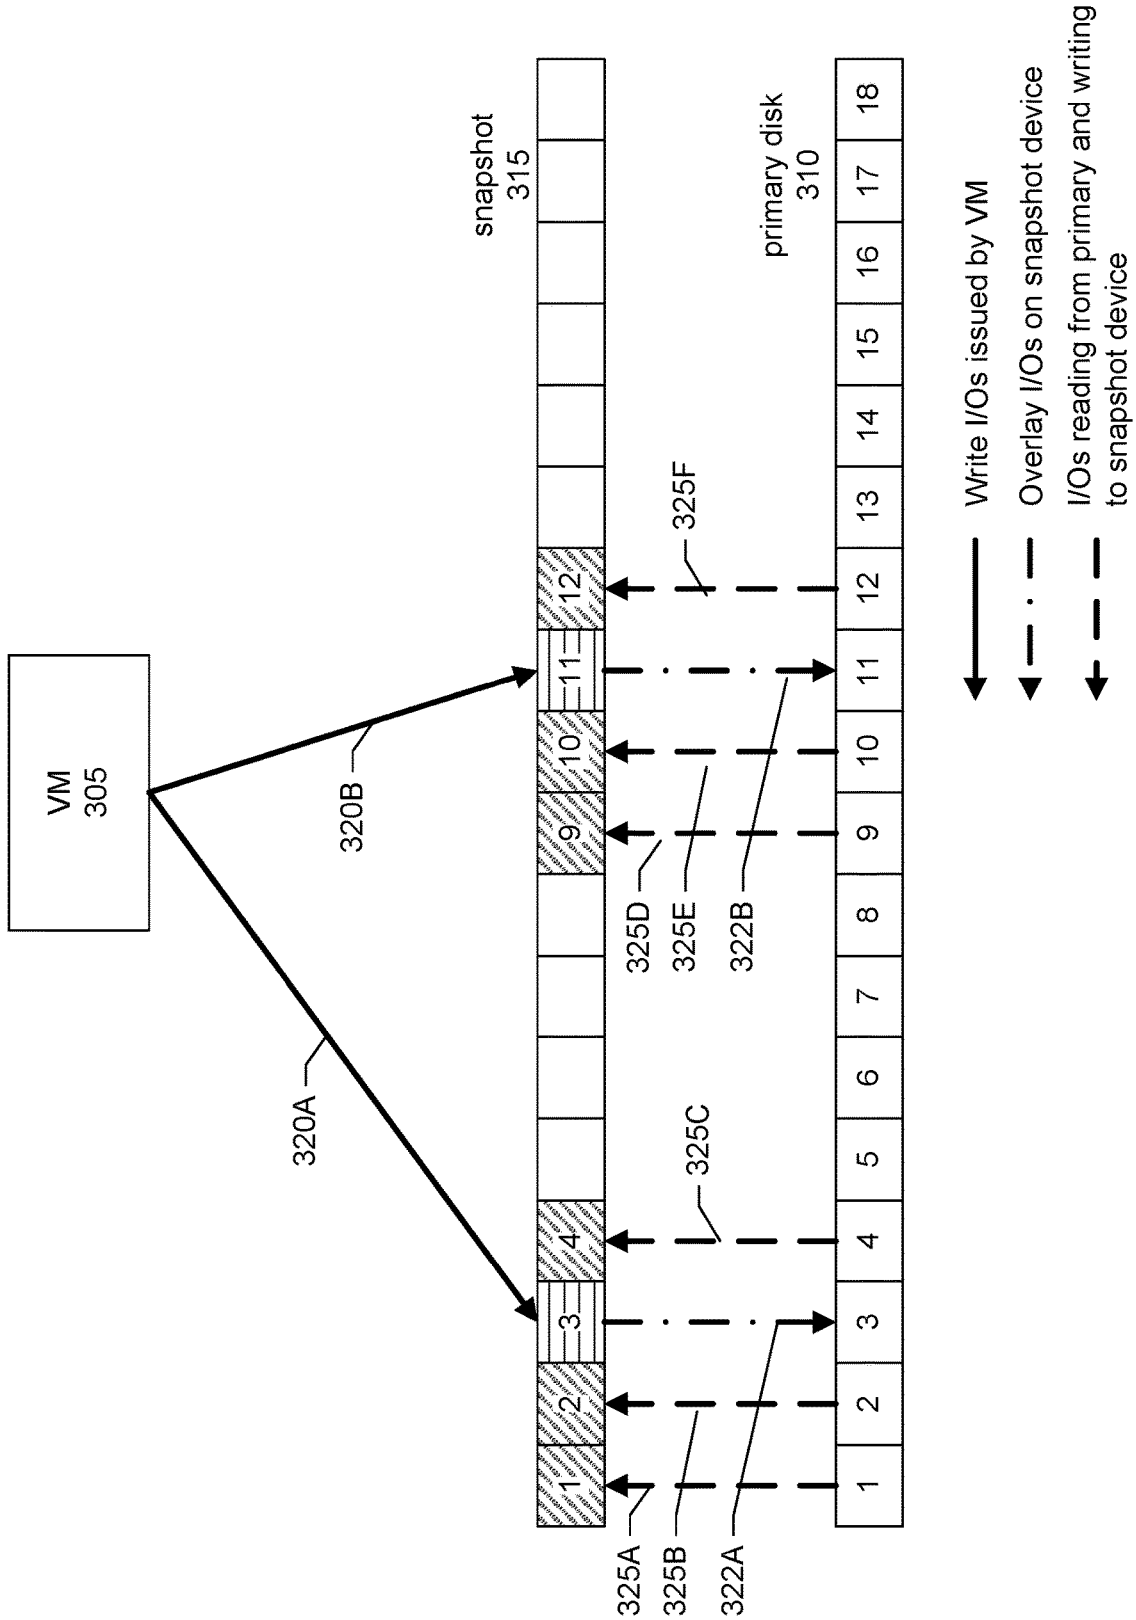 VM
305
320A
320B
snapshot
315
1
2
3
4
9
10
11
12
325A
325B
322A
325C
325D
325E
322B
325F
primary disk
310
1
2
3
4
5
6
7
8
9
10
11
12
13
14
15
16
17
18
Write I/Os issued by VM
Overlay I/Os on snapshot device
I/Os reading from primary and writing
to snapshot device